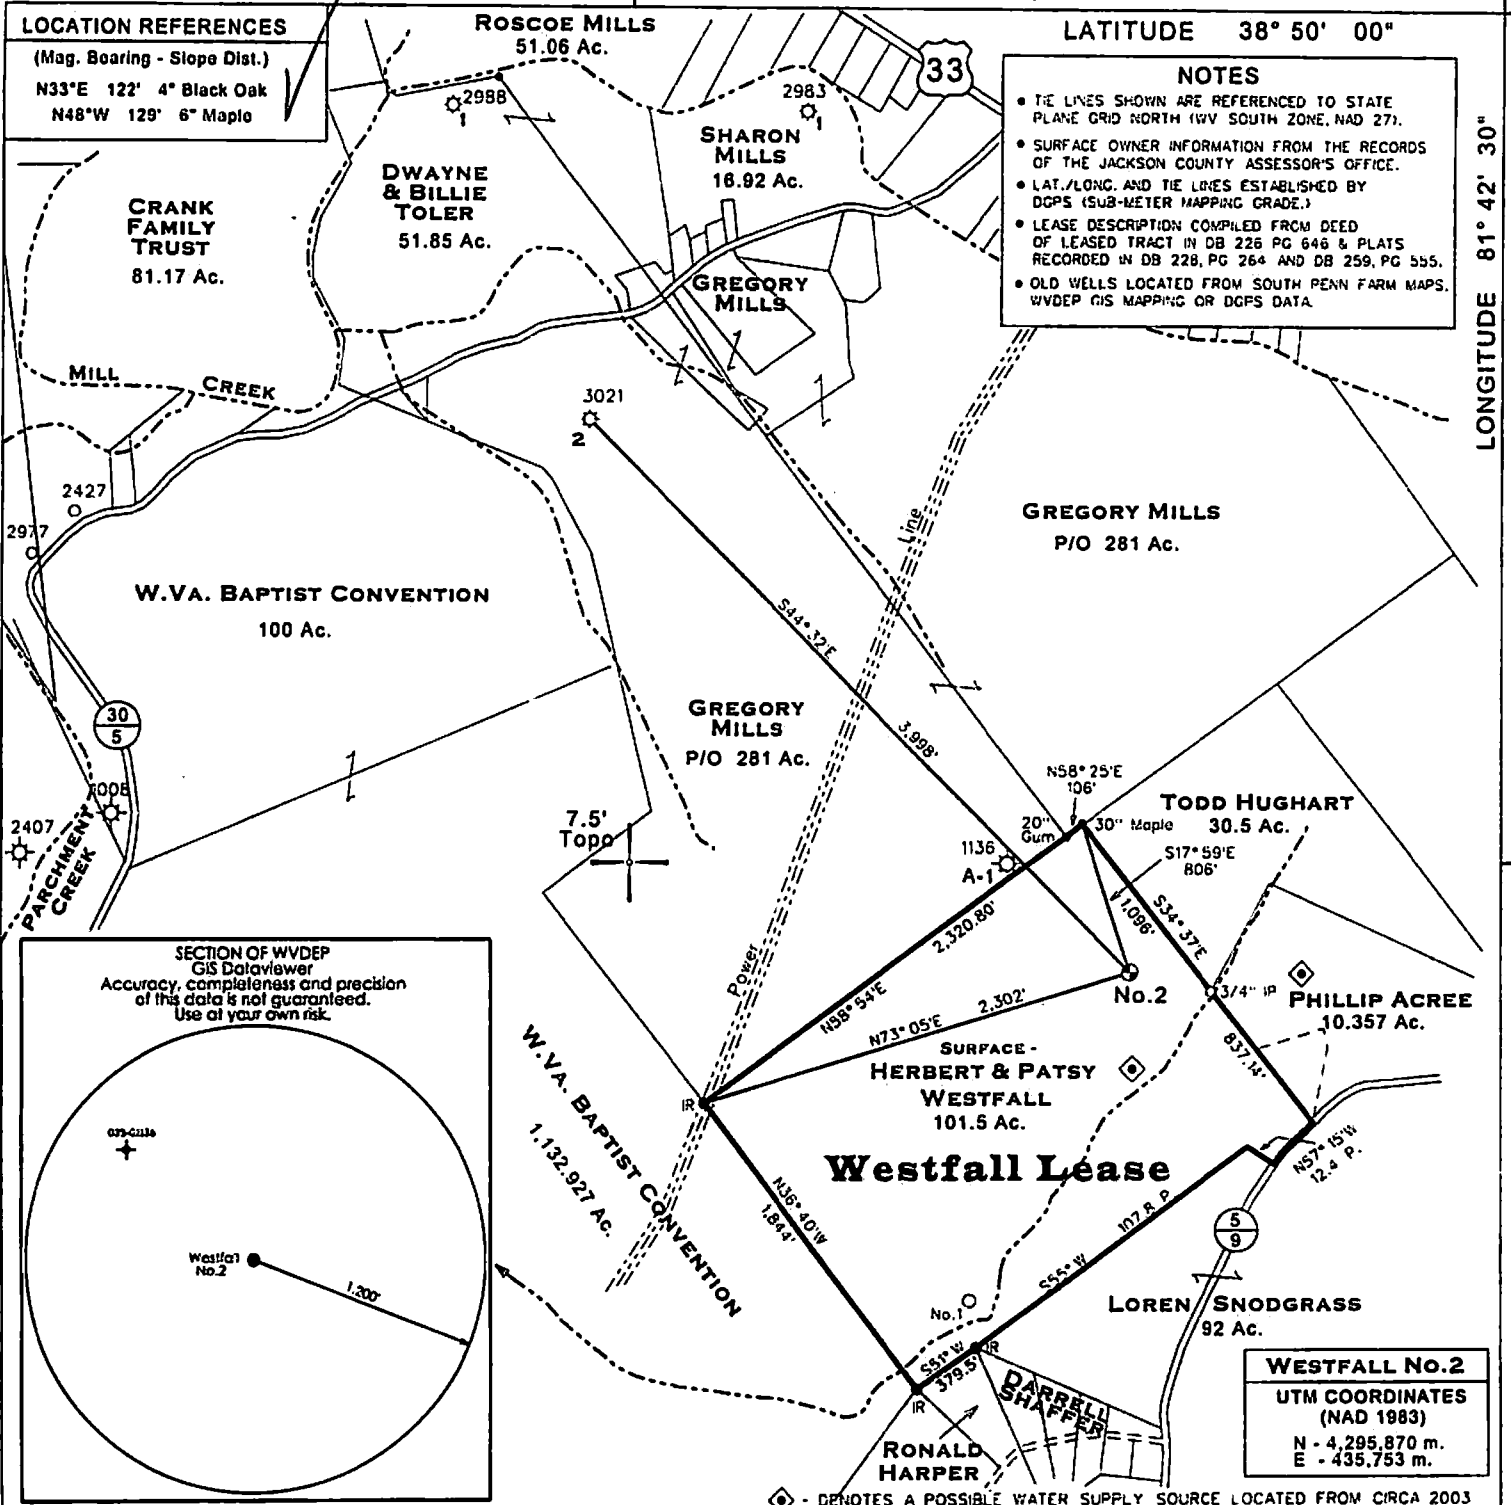 LOCATION REFERENCES
(Mag. Bearing - Slope Dist.)
N33°E 122' 4" Black Oak
N48°W 129' 6" Maple
ROSCOE MILLS
51.06 Ac.
LATITUDE 38° 50' 00"
33
NOTES
• TIE LINES SHOWN ARE REFERENCED TO STATE
PLANE GRID NORTH (WV SOUTH ZONE, NAD 27).
• SURFACE OWNER INFORMATION FROM THE RECORDS
OF THE JACKSON COUNTY ASSESSOR'S OFFICE.
• LAT./LONG. AND TIE LINES ESTABLISHED BY
DGPS (SUB-METER MAPPING GRADE.)
• LEASE DESCRIPTION COMPILED FROM DEED
OF LEASED TRACT IN DB 226 PG 646 & PLATS
RECORDED IN DB 228, PG 264 AND DB 259, PG 555.
• OLD WELLS LOCATED FROM SOUTH PENN FARM MAPS,
WVDEP GIS MAPPING OR DGPS DATA.
LONGITUDE 81° 42' 30"
2988
1
2983
1
SHARON
MILLS
16.92 Ac.
DWAYNE
& BILLIE
TOLER
51.85 Ac.
CRANK
FAMILY
TRUST
81.17 Ac.
GREGORY
MILLS
MILL CREEK
3021
2
2427
2977
GREGORY MILLS
P/O 281 Ac.
Line
W.VA. BAPTIST CONVENTION
100 Ac.
S44°32'E
3,998'
GREGORY
MILLS
P/O 281 Ac.
30
5
2407
PARCHMENT
CREEK
7.5'
Topo
N58°25'E
106'
20"
Gum
30" Maple
TODD HUGHART
30.5 Ac.
1136
A-1
S17°59'E
806'
1,096'
S34°37'E
2,320.80'
N58°54'E
Power
N73°05'E 2,302'
No.2
3/4" IP
PHILLIP ACREE
10.357 Ac.
837.14'
SURFACE -
HERBERT & PATSY
WESTFALL
101.5 Ac.
IR
Westfall Lease
N57°15'W
12.4 P.
W.VA. BAPTIST CONVENTION
1,132.927 Ac.
N36°40'W
1,844'
107.8 P.
S55°W
5
9
No.1
LOREN SNODGRASS
92 Ac.
S51°W
379.5'
IR
IR
DARRELL
SHAFFER
RONALD
HARPER
SECTION OF WVDEP
GIS Dataviewer
Accuracy, completeness and precision
of this data is not guaranteed.
Use at your own risk.
Westfall
No.2
1,200'
WESTFALL NO.2
UTM COORDINATES
(NAD 1983)
N - 4,295,870 m.
E - 435,753 m.
- DENOTES A POSSIBLE WATER SUPPLY SOURCE LOCATED FROM CIRCA 2003